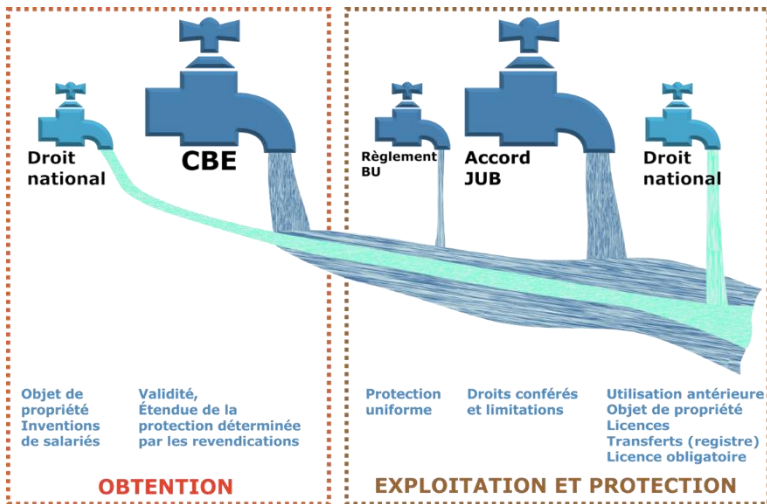 Droit
national
CBE
Règlement
BU
Accord
JUB
Droit
national
Objet de
propriété
Inventions
de salariés
Validité,
Étendue de la
protection déterminée
par les revendications
Protection
uniforme
Droits conférés
et limitations
Utilisation antérieure
Objet de propriété
Licences
Transferts (registre)
Licence obligatoire
OBTENTION
EXPLOITATION ET PROTECTION